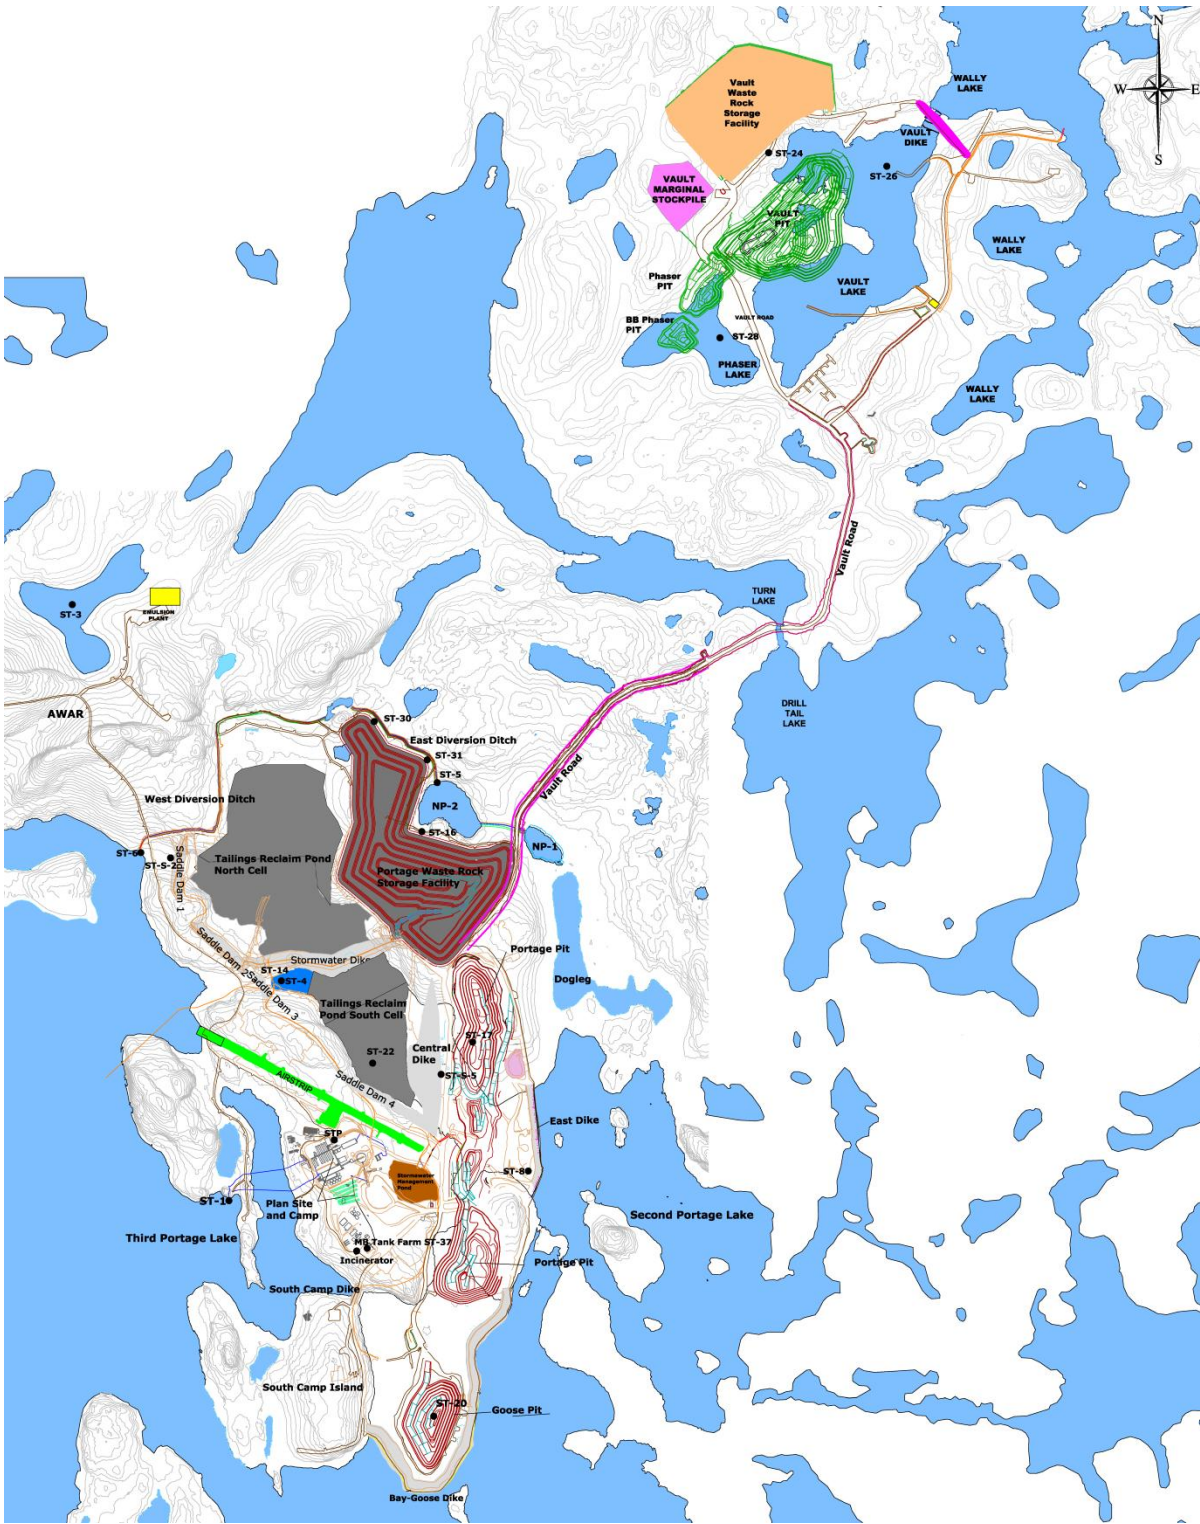 N
W
E
S
WALLY
LAKE
Vault
Waste
Rock
Storage
Facility
VAULT
DIKE
ST-24
ST-26
VAULT
MARGINAL
STOCKPILE
VAULT
PIT
WALLY
LAKE
Phaser
PIT
VAULT
LAKE
BB Phaser
PIT
VAULT ROAD
ST-28
PHASER
LAKE
WALLY
LAKE
Vault Road
TURN
LAKE
ST-3
EMULSION
PLANT
DRILL
TAIL
LAKE
AWAR
ST-30
East Diversion Ditch
ST-31
ST-5
Vault Road
West Diversion Ditch
NP-2
ST-16
NP-1
ST-6
ST-S-2
Saddle Dam 1
Tailings Reclaim Pond
North Cell
Portage Waste Rock
Storage Facility
Saddle Dam 2
Stormwater Dike
Portage Pit
ST-14
ST-4
Dogleg
Saddle Dam 3
Tailings Reclaim
Pond South Cell
ST-17
Central
Dike
ST-22
ST-S-5
AIRSTRIP
Saddle Dam 4
East Dike
STP
ST-8
Stormwater
Management
Pond
ST-1
Plan Site
and Camp
Second Portage Lake
Third Portage Lake
MB Tank Farm ST-37
Incinerator
Portage Pit
South Camp Dike
South Camp Island
ST-20
Goose Pit
Bay-Goose Dike